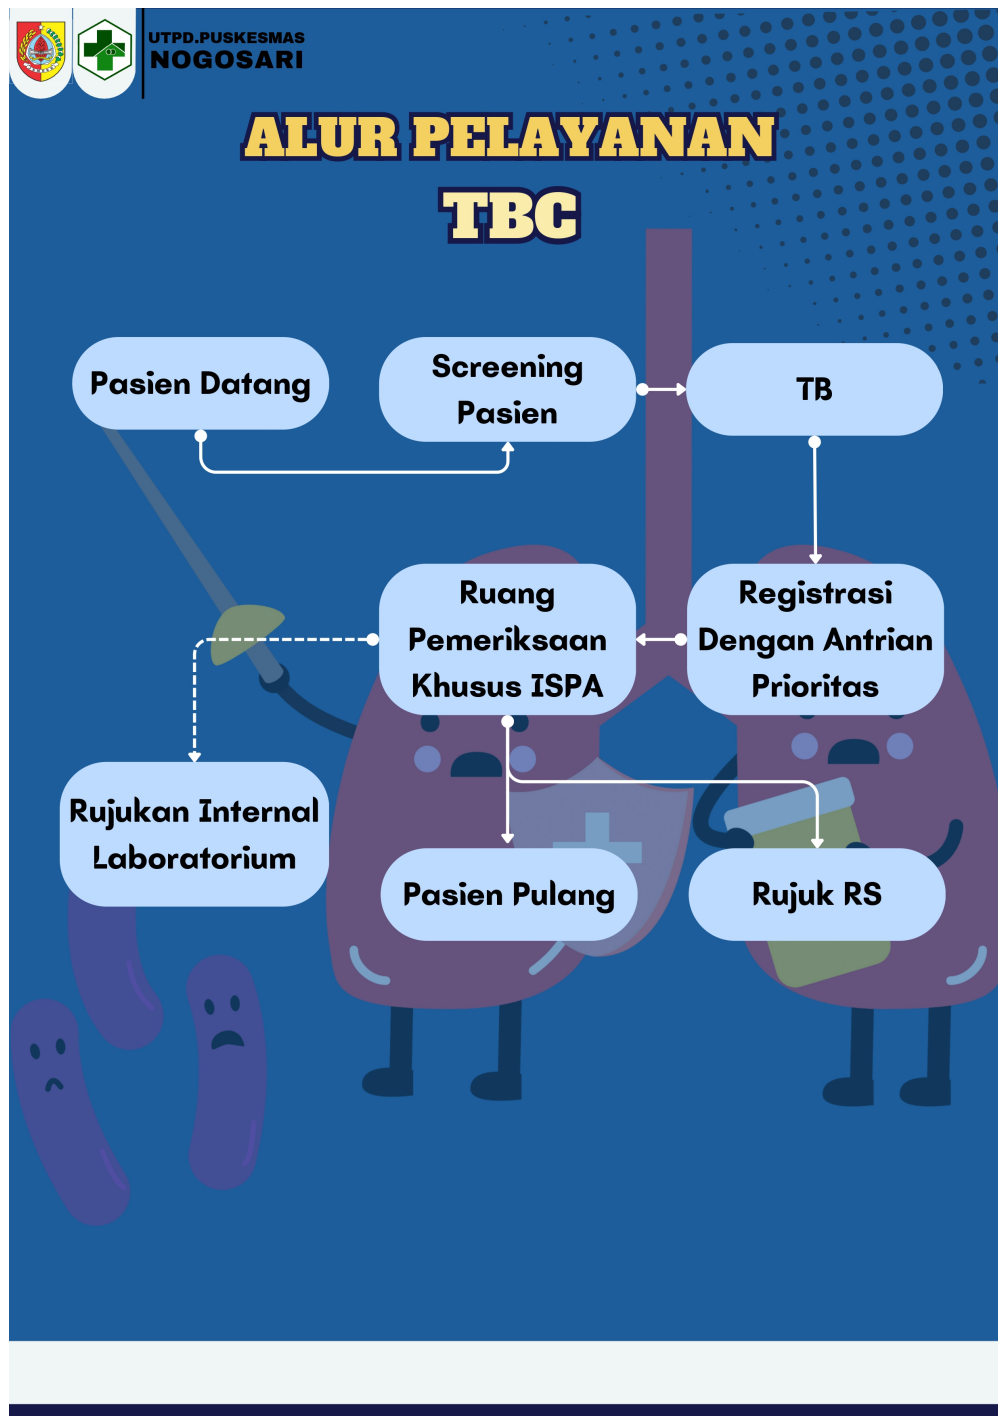 UTPD.PUSKESMAS
NOGOSARI
ALUR PELAYANAN
TBC
Pasien Datang
Screening
Pasien
TB
Ruang
Pemeriksaan
Khusus ISPA
Registrasi
Dengan Antrian
Prioritas
Rujukan Internal
Laboratorium
Pasien Pulang
Rujuk RS